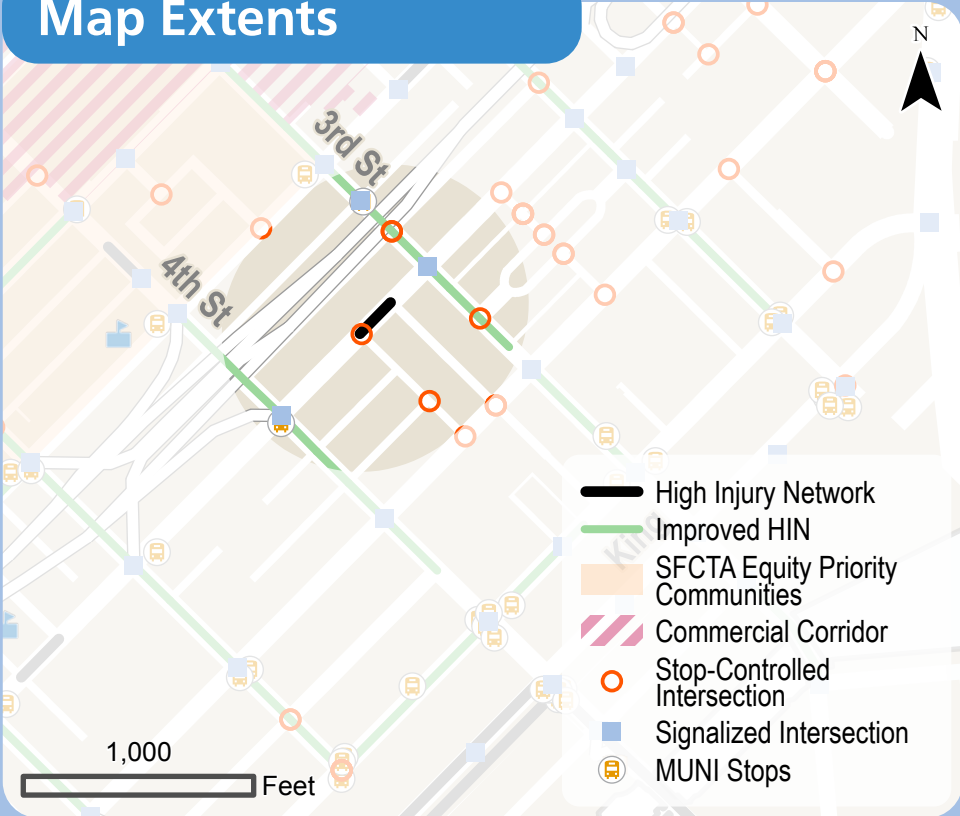 Map Extents
N
3rd St
4th St
King
High Injury Network
Improved HIN
SFCTA Equity Priority
Communities
Commercial Corridor
Stop-Controlled
Intersection
Signalized Intersection
MUNI Stops
1,000
Feet